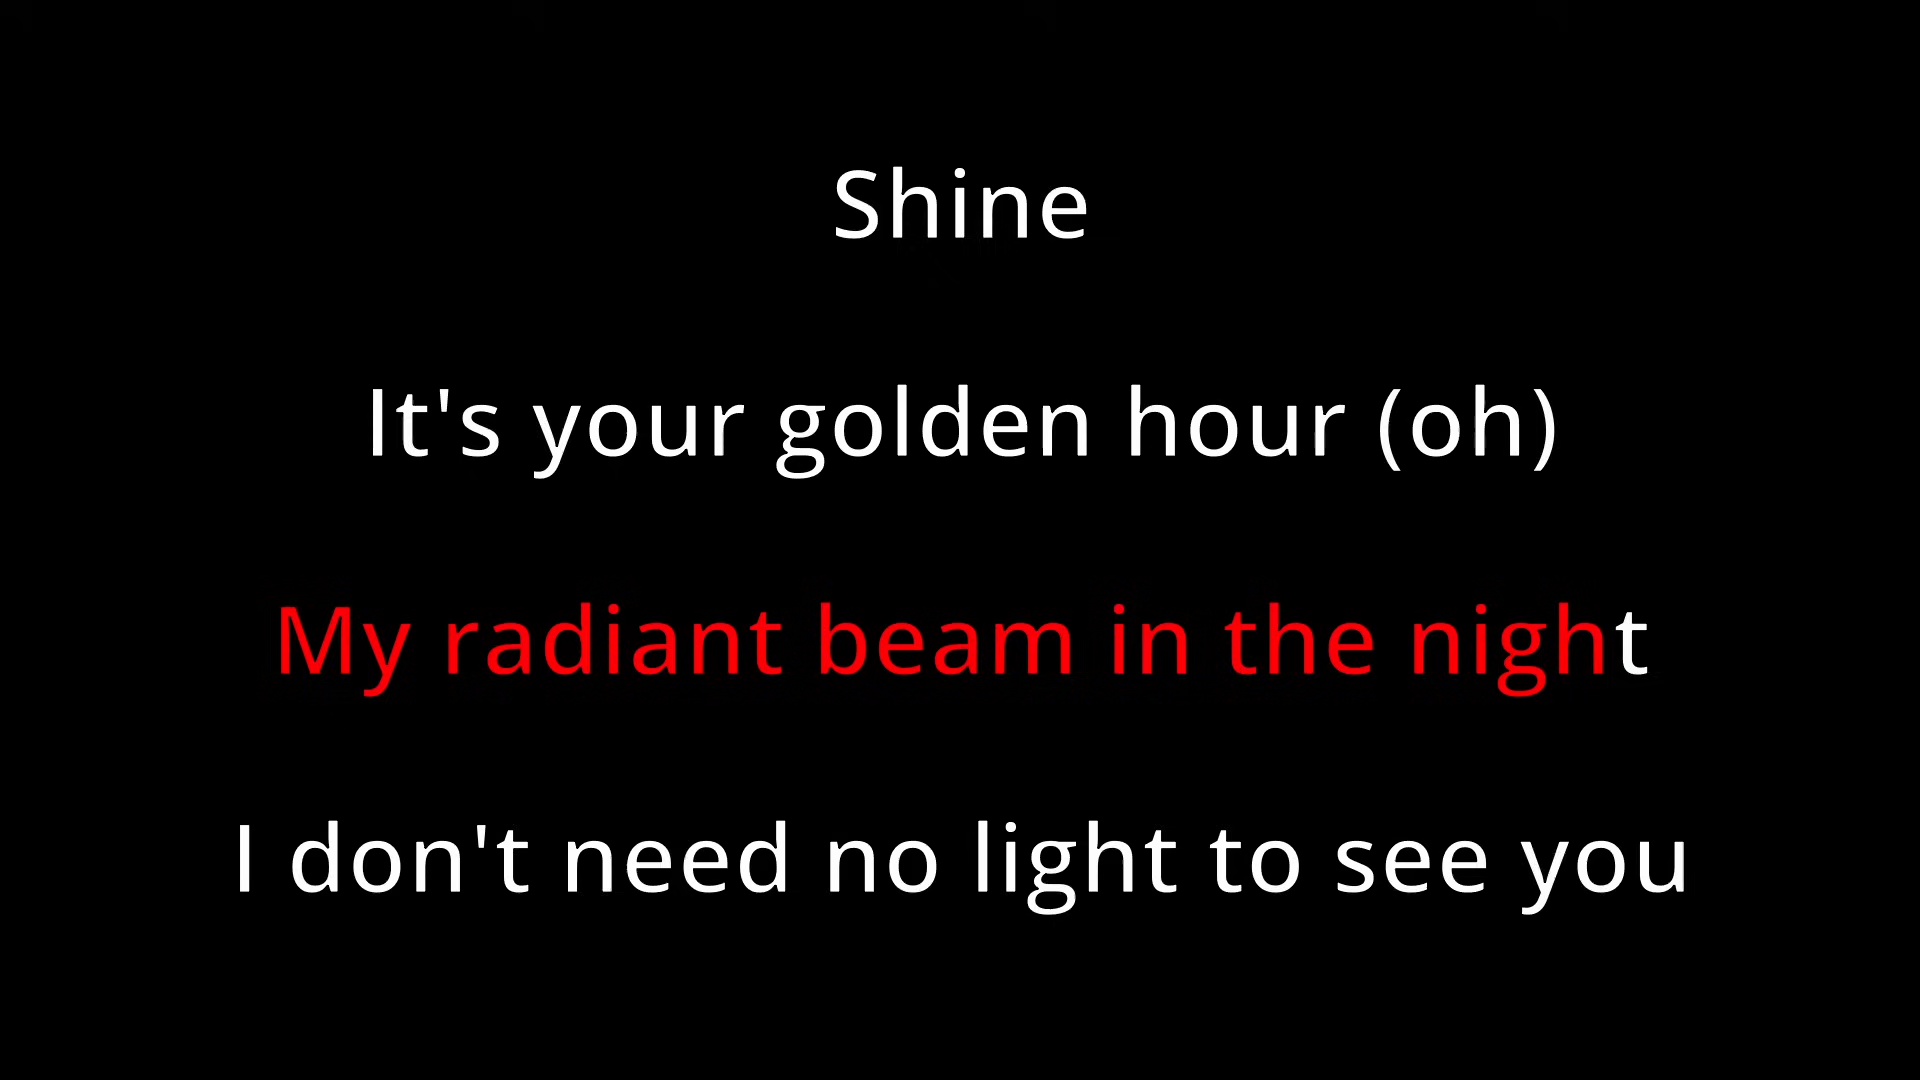 Shine
It's your golden hour (oh)
My radiant beam in the night
I don't need no light to see you